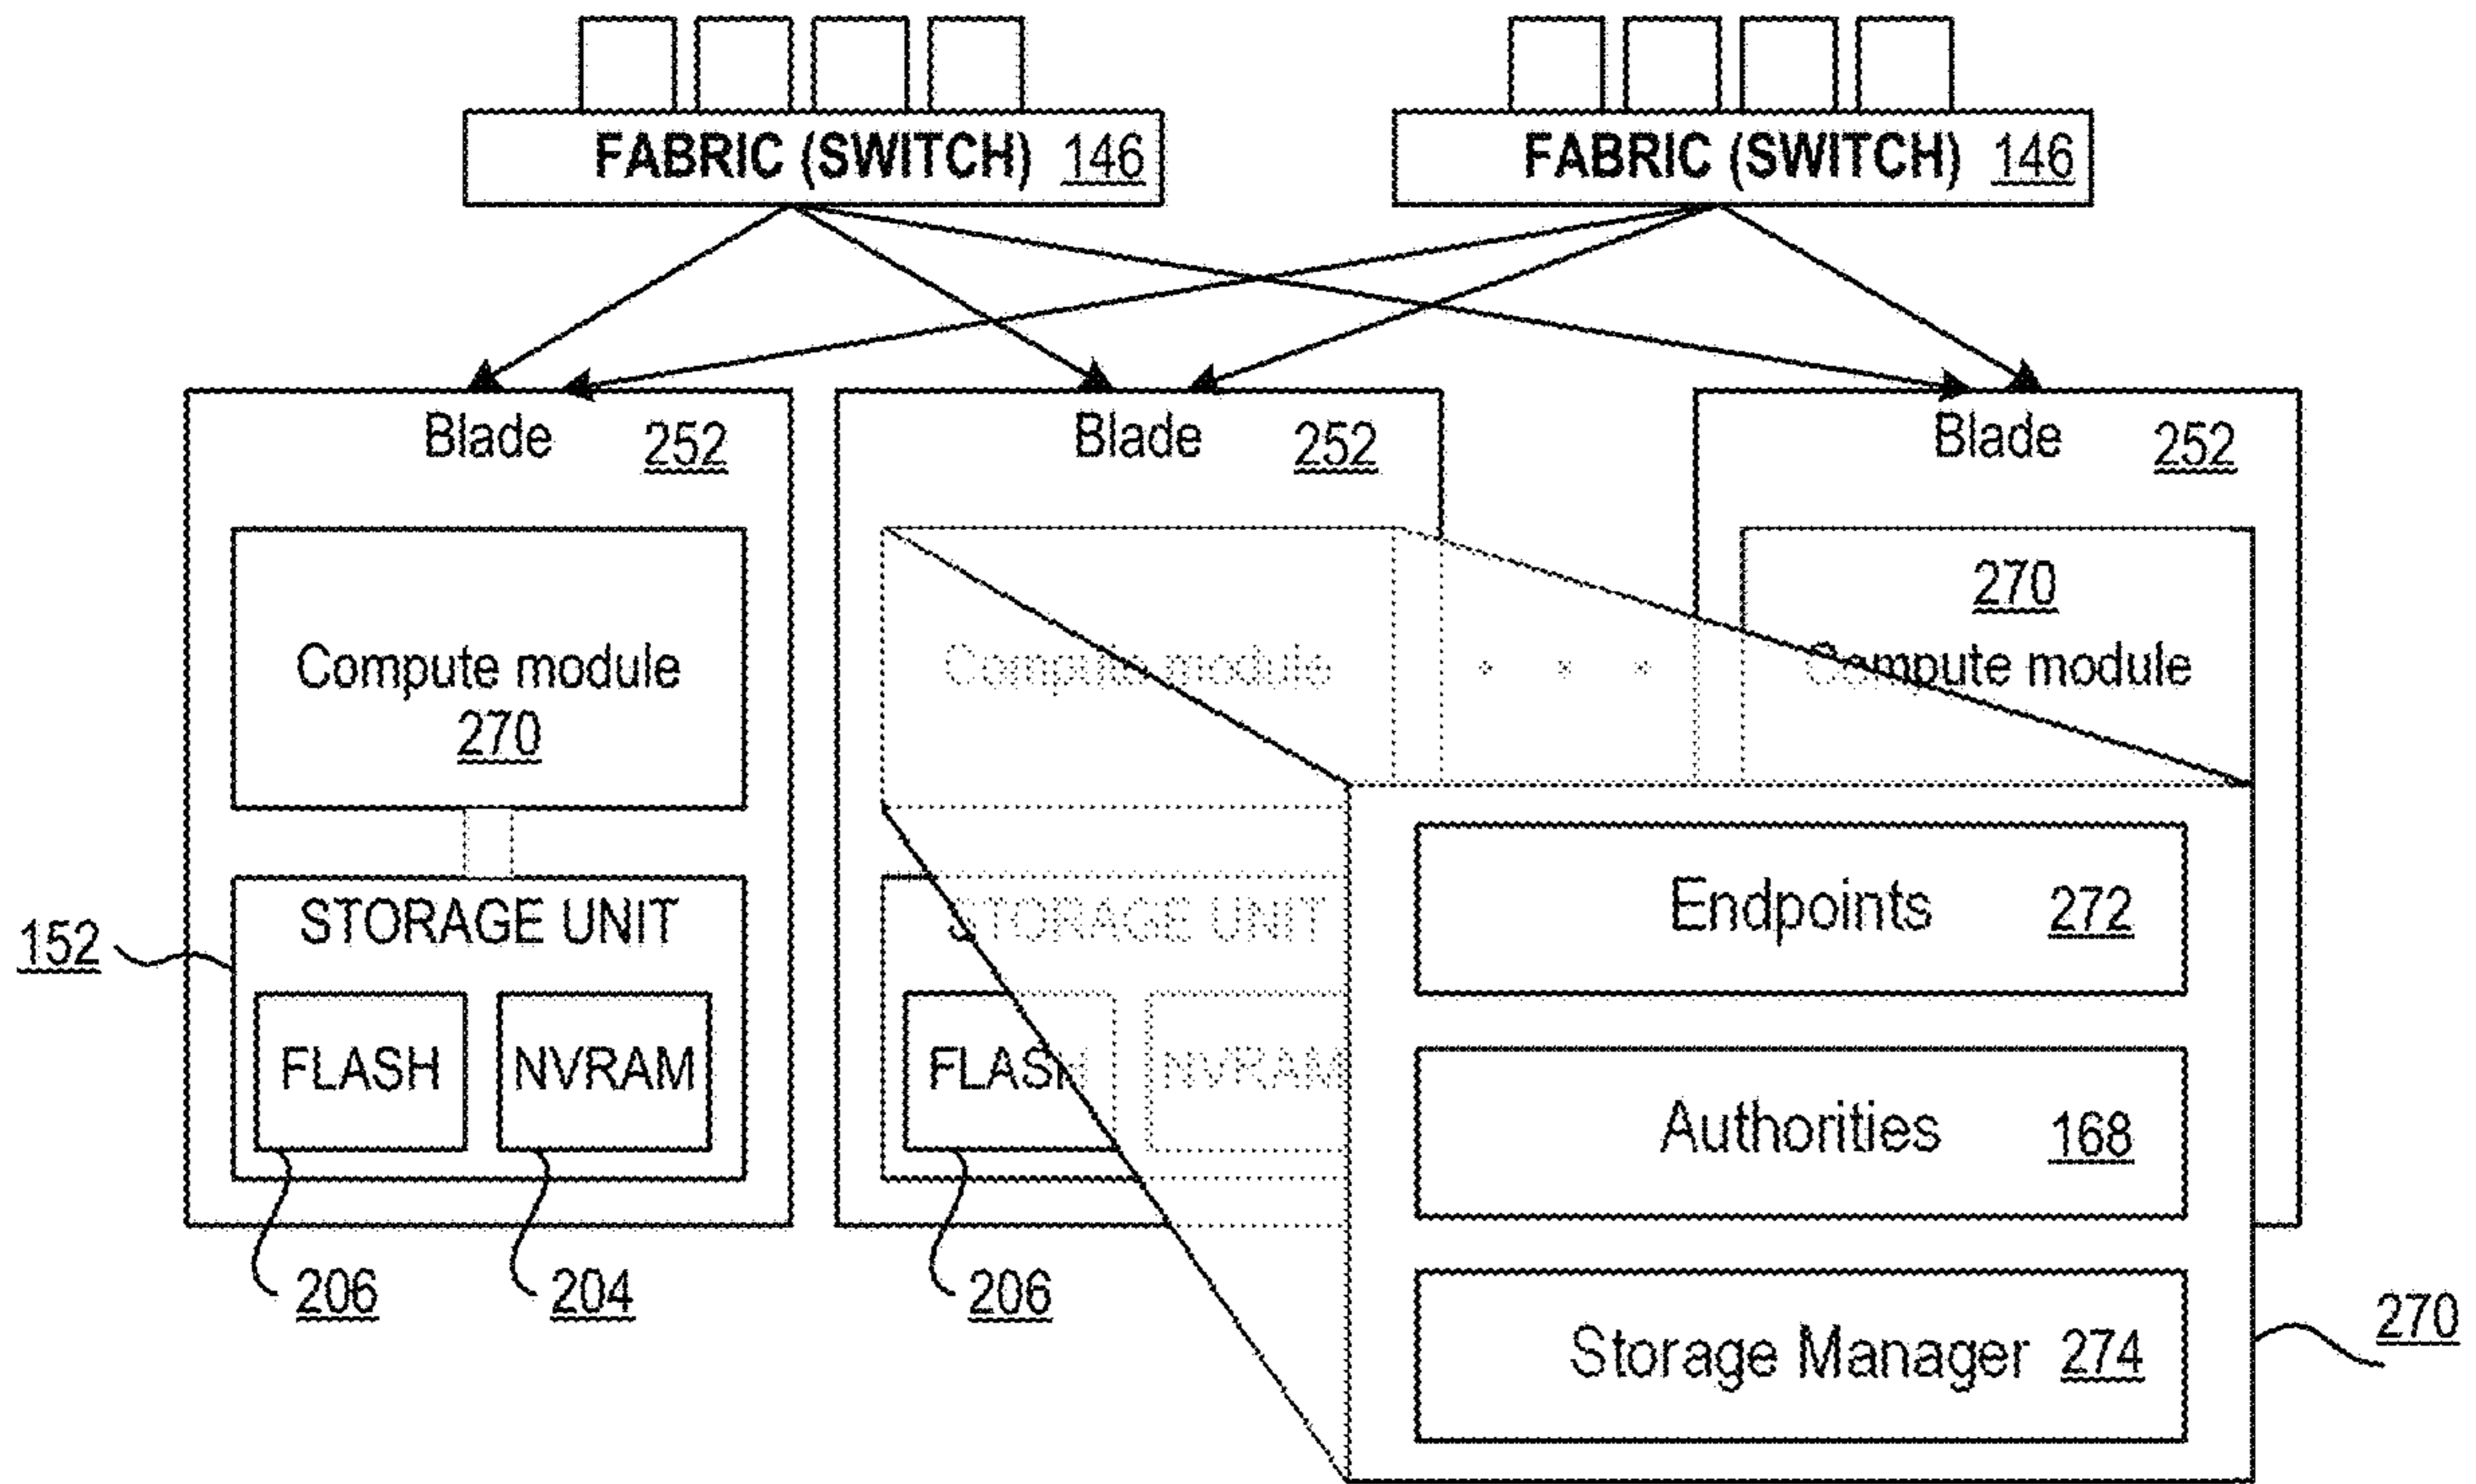 FABRIC (SWITCH) 146
FABRIC (SWITCH) 146
Blade 252
Blade 252
Blade 252
Compute module
270
Compute module
. . .
270
Compute module
152
STORAGE UNIT
FLASH
NVRAM
206
204
STORAGE UNIT
FLASH
NVRAM
206
Endpoints 272
Authorities 168
Storage Manager 274
270